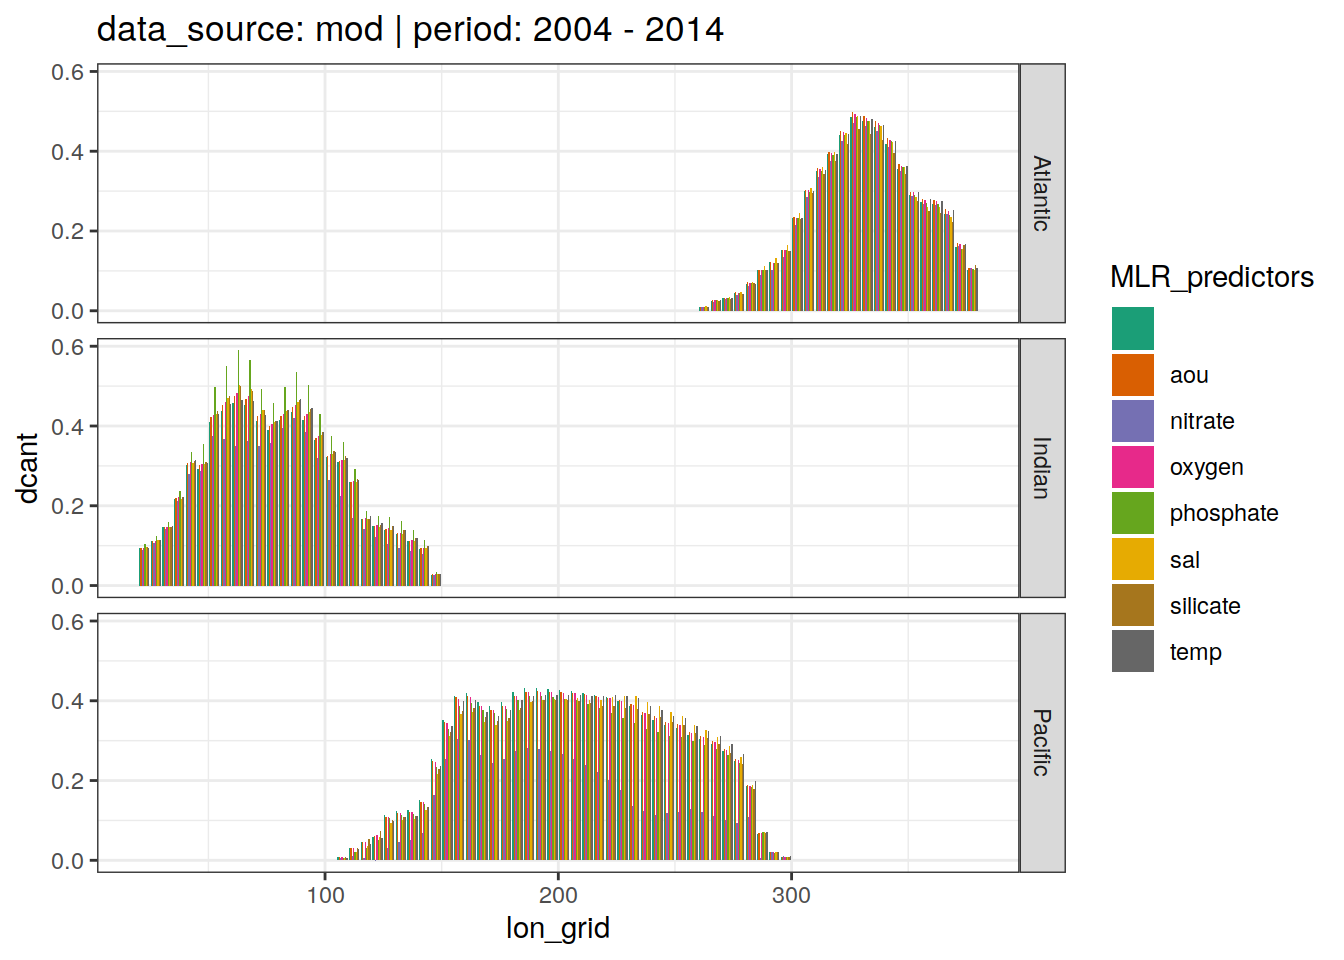 data_source: mod | period: 2004 - 2014
0.6
0.4
0.2
0.0
Atlantic
0.6
0.4
0.2
0.0
Indian
0.6
0.4
0.2
0.0
Pacific
dcant
100
200
300
lon_grid
MLR_predictors
aou
nitrate
oxygen
phosphate
sal
silicate
temp